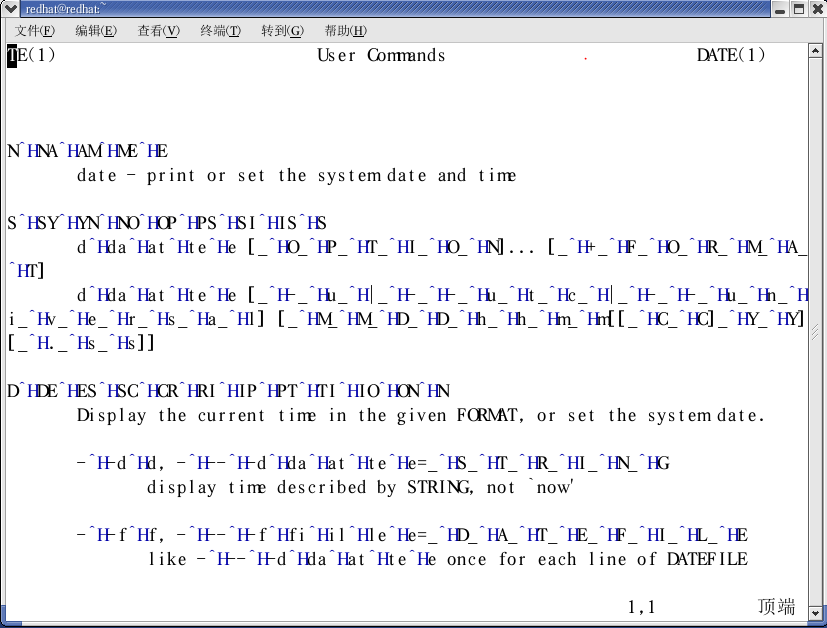 redhat@redhat:~
文件(F) 编辑(E) 查看(V) 终端(T) 转到(G) 帮助(H)
TE(1) User Commands DATE(1)
N^HNA^HAM^HME^HE
date - print or set the system date and time
S^HSY^HYN^HNO^HOP^HPS^HSI^HIS^HS
d^Hda^Hat^Hte^He [_^HO_^HP_^HT_^HI_^HO_^HN]... [_^H+_^HF_^HO_^HR_^HM_^HA_
^HT]
d^Hda^Hat^Hte^He [_^H-_^Hu_^H|_^H-_^H-_^Hu_^Ht_^Hc_^H|_^H-_^H-_^Hu_^Hn_^H
i_^Hv_^He_^Hr_^Hs_^Ha_^Hl] [_^HM_^HM_^HD_^HD_^Hh_^Hh_^Hm_^Hm[[_^HC_^HC]_^HY_^HY]
[_^H._^Hs_^Hs]]
D^HDE^HES^HSC^HCR^HRI^HIP^HPT^HTI^HIO^HON^HN
Display the current time in the given FORMAT, or set the system date.
-^H-d^Hd, -^H--^H-d^Hda^Hat^Hte^He=_^HS_^HT_^HR_^HI_^HN_^HG
display time described by STRING, not `now'
-^H-f^Hf, -^H--^H-f^Hfi^Hil^Hle^He=_^HD_^HA_^HT_^HE_^HF_^HI_^HL_^HE
like -^H--^H-d^Hda^Hat^Hte^He once for each line of DATEFILE
1,1 顶端